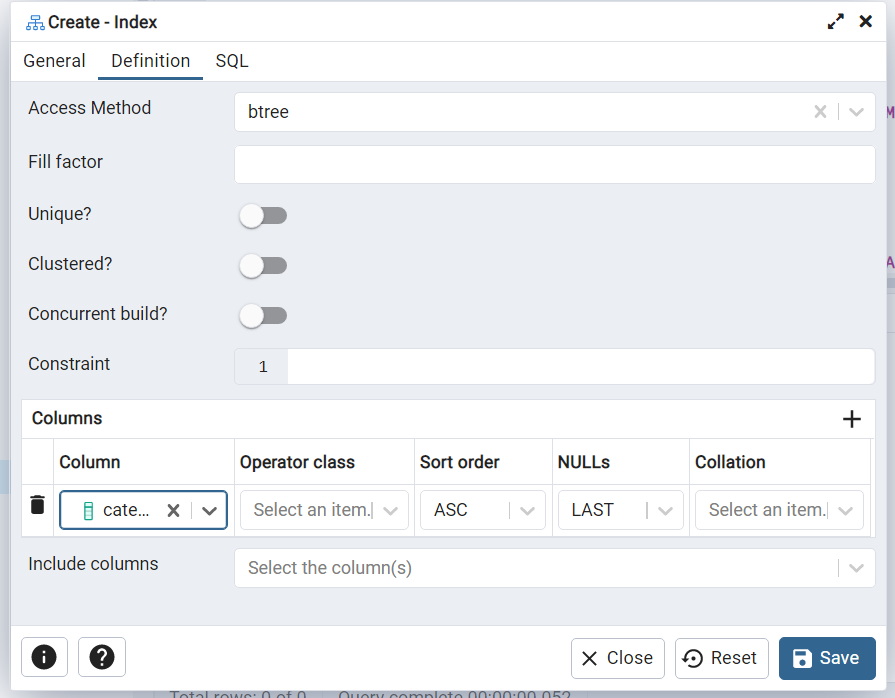 Create - Index
General Definition SQL
Access Method btree
Fill factor
Unique?
Clustered?
Concurrent build?
Constraint 1
Columns
Column Operator class Sort order NULLs Collation
cate... Select an item. ASC LAST Select an item.
Include columns Select the column(s)
Close Reset Save
Total rows: 0 of 0 Query complete 00:00:00.052